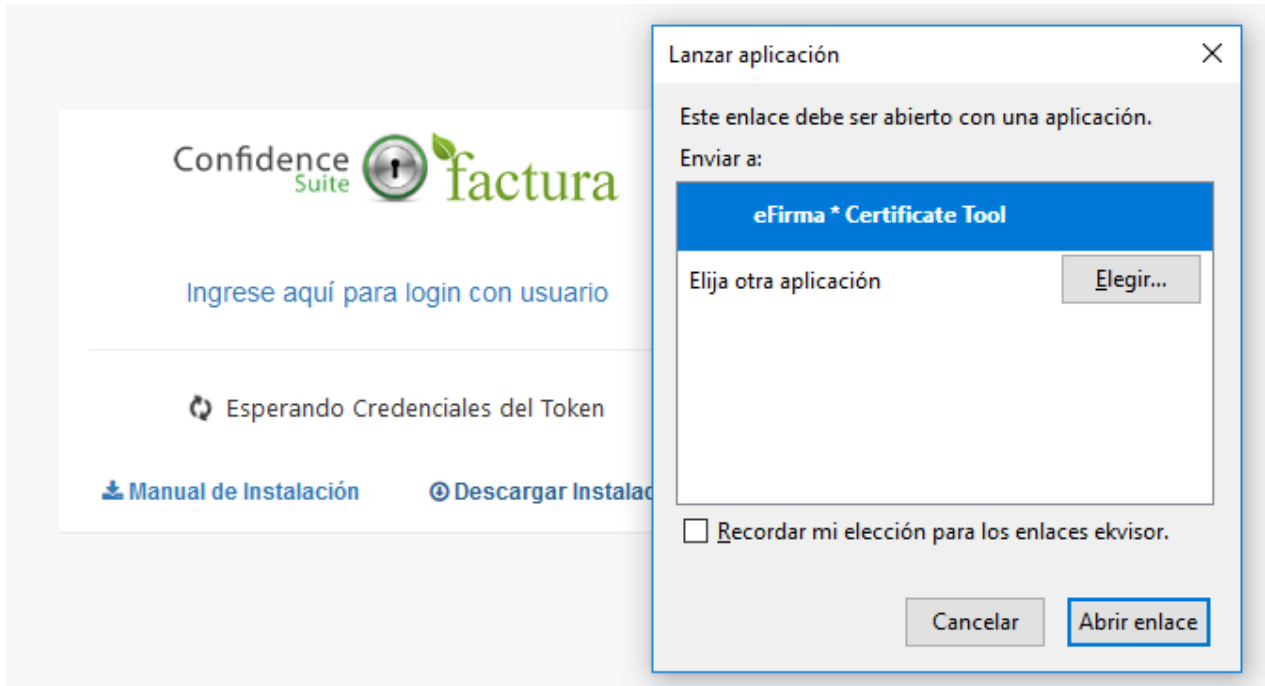 Confidence
Suite
factura
Ingrese aquí para login con usuario
Esperando Credenciales del Token
Manual de Instalación
Descargar Instalac
Lanzar aplicación
Este enlace debe ser abierto con una aplicación.
Enviar a:
eFirma * Certificate Tool
Elija otra aplicación
Elegir...
Recordar mi elección para los enlaces ekvisor.
Cancelar
Abrir enlace